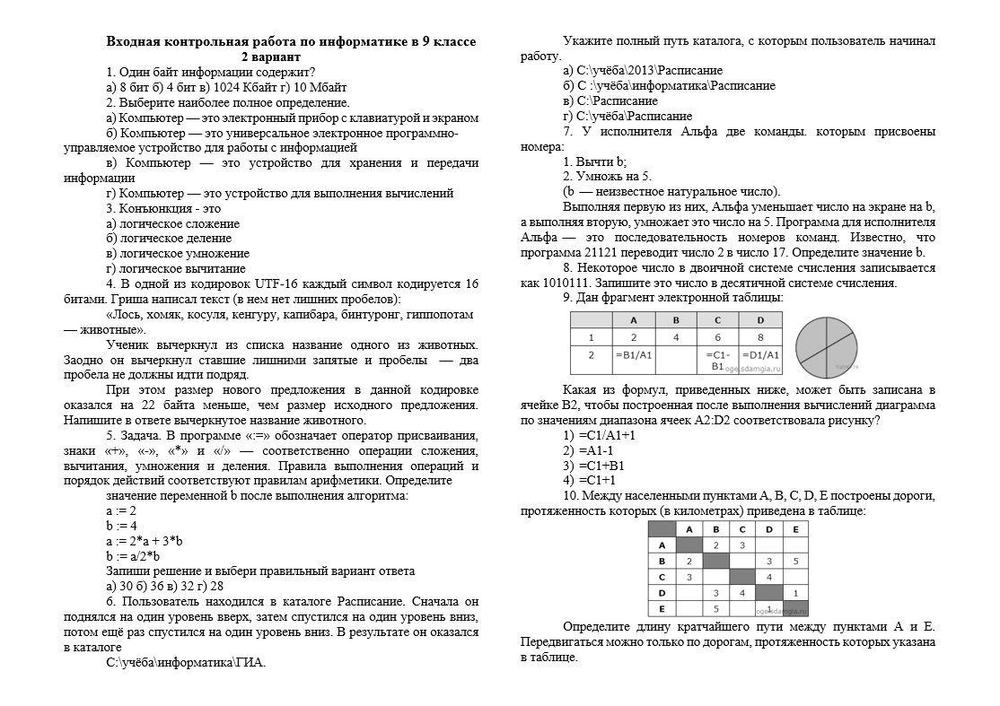 Входная контрольная работа по информатике в 9 классе
2 вариант
1. Один байт информации содержит?
а) 8 бит б) 4 бит в) 1024 Кбайт г) 10 Мбайт
2. Выберите наиболее полное определение.
а) Компьютер — это электронный прибор с клавиатурой и экраном
б) Компьютер — это универсальное электронное программно-
управляемое устройство для работы с информацией
в) Компьютер — это устройство для хранения и передачи
информации
г) Компьютер — это устройство для выполнения вычислений
3. Конъюнкция - это
а) логическое сложение
б) логическое деление
в) логическое умножение
г) логическое вычитание
4. В одной из кодировок UTF-16 каждый символ кодируется 16
битами. Гриша написал текст (в нем нет лишних пробелов):
«Лось, хомяк, косуля, кенгуру, капибара, бинтуронг, гиппопотам
— животные».
Ученик вычеркнул из списка название одного из животных.
Заодно он вычеркнул ставшие лишними запятые и пробелы — два
пробела не должны идти подряд.
При этом размер нового предложения в данной кодировке
оказался на 22 байта меньше, чем размер исходного предложения.
Напишите в ответе вычеркнутое название животного.
5. Задача. В программе «:=» обозначает оператор присваивания,
знаки «+», «-», «*» и «/» — соответственно операции сложения,
вычитания, умножения и деления. Правила выполнения операций и
порядок действий соответствуют правилам арифметики. Определите
значение переменной b после выполнения алгоритма:
a := 2
b := 4
a := 2*a + 3*b
b := a/2*b
Запиши решение и выбери правильный вариант ответа
а) 30 б) 36 в) 32 г) 28
6. Пользователь находился в каталоге Расписание. Сначала он
поднялся на один уровень вверх, затем спустился на один уровень вниз,
потом ещё раз спустился на один уровень вниз. В результате он оказался
в каталоге
С:\учёба\информатика\ГИА.
Укажите полный путь каталога, с которым пользователь начинал
работу.
а) С:\учёба\2013\Расписание
б) С :\учёба\информатика\Расписание
в) С:\Расписание
г) С:\учёба\Расписание
7. У исполнителя Альфа две команды. которым присвоены
номера:
1. Вычти b;
2. Умножь на 5.
(b — неизвестное натуральное число).
Выполняя первую из них, Альфа уменьшает число на экране на b,
а выполняя вторую, умножает это число на 5. Программа для исполнителя
Альфа — это последовательность номеров команд. Известно, что
программа 21121 переводит число 2 в число 17. Определите значение b.
8. Некоторое число в двоичной системе счисления записывается
как 1010111. Запишите это число в десятичной системе счисления.
9. Дан фрагмент электронной таблицы:
A B C D
1 2 4 6 8
2 =B1/A1 =C1- =D1/A1
B1
oge.sdamgia.ru
Какая из формул, приведенных ниже, может быть записана в
ячейке В2, чтобы построенная после выполнения вычислений диаграмма
по значениям диапазона ячеек A2:D2 соответствовала рисунку?
1) =C1/A1+1
2) =A1-1
3) =C1+B1
4) =C1+1
10. Между населенными пунктами А, В, С, D, Е построены дороги,
протяженность которых (в километрах) приведена в таблице:
A B C D E
A 2 3
B 2 3 5
C 3 4
D 3 4 1
E 5 1
oge.sdamgia.ru
Определите длину кратчайшего пути между пунктами А и Е.
Передвигаться можно только по дорогам, протяженность которых указана
в таблице.